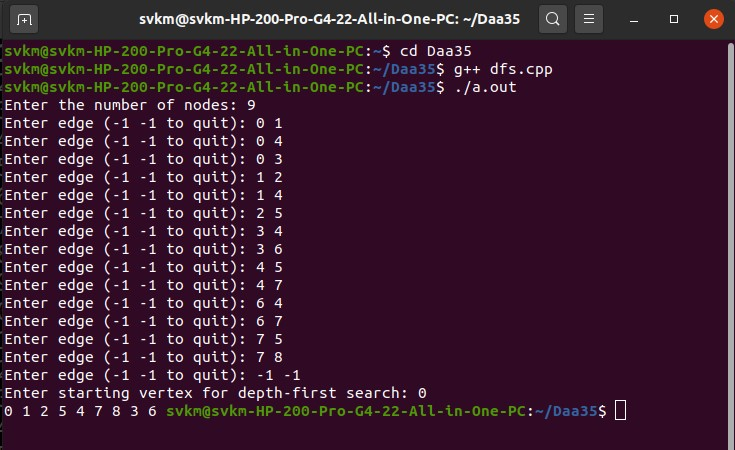 svkm@svkm-HP-200-Pro-G4-22-All-in-One-PC: ~/Daa35
svkm@svkm-HP-200-Pro-G4-22-All-in-One-PC:~$ cd Daa35
svkm@svkm-HP-200-Pro-G4-22-All-in-One-PC:~/Daa35$ g++ dfs.cpp
svkm@svkm-HP-200-Pro-G4-22-All-in-One-PC:~/Daa35$ ./a.out
Enter the number of nodes: 9
Enter edge (-1 -1 to quit): 0 1
Enter edge (-1 -1 to quit): 0 4
Enter edge (-1 -1 to quit): 0 3
Enter edge (-1 -1 to quit): 1 2
Enter edge (-1 -1 to quit): 1 4
Enter edge (-1 -1 to quit): 2 5
Enter edge (-1 -1 to quit): 3 4
Enter edge (-1 -1 to quit): 3 6
Enter edge (-1 -1 to quit): 4 5
Enter edge (-1 -1 to quit): 4 7
Enter edge (-1 -1 to quit): 6 4
Enter edge (-1 -1 to quit): 6 7
Enter edge (-1 -1 to quit): 7 5
Enter edge (-1 -1 to quit): 7 8
Enter edge (-1 -1 to quit): -1 -1
Enter starting vertex for depth-first search: 0
0 1 2 5 4 7 8 3 6 svkm@svkm-HP-200-Pro-G4-22-All-in-One-PC:~/Daa35$